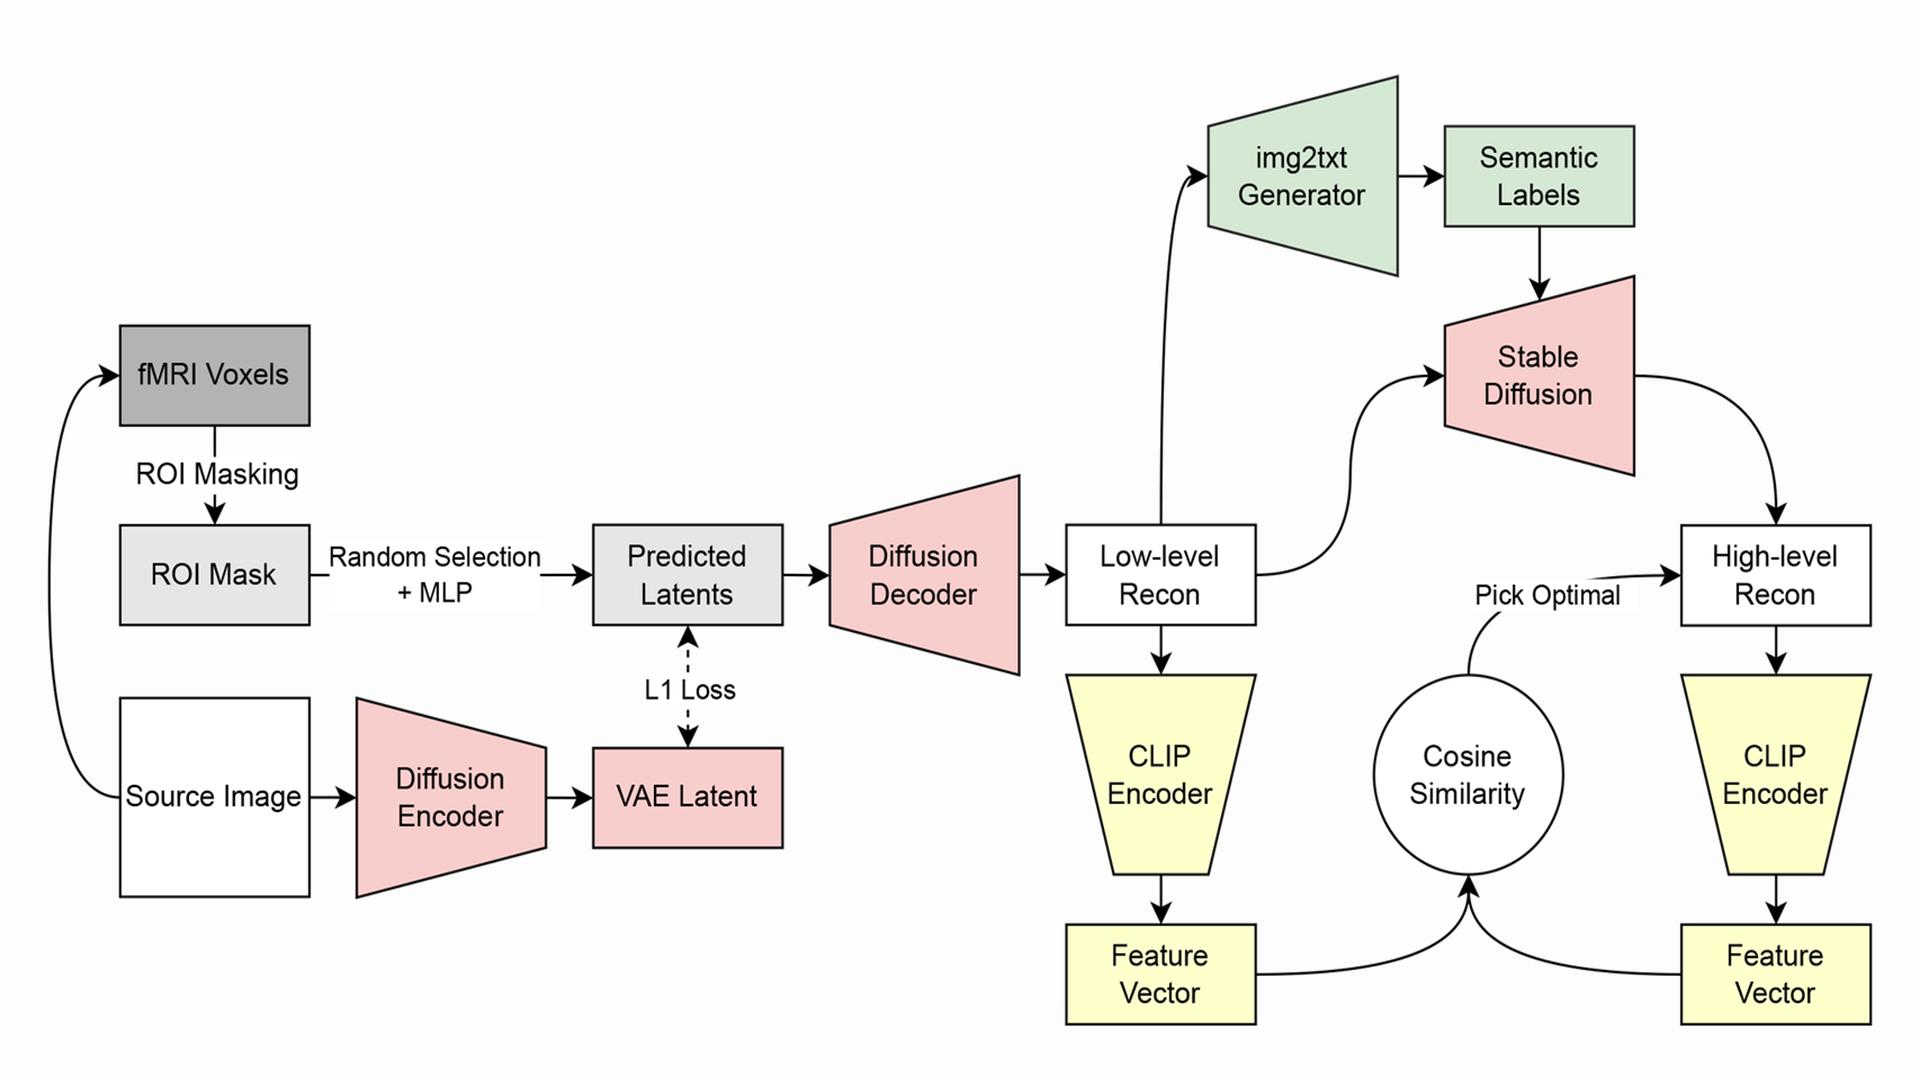 img2txt
Generator
Semantic
Labels
fMRI Voxels
Stable
Diffusion
ROI Masking
ROI Mask
Random Selection
+ MLP
Predicted
Latents
Diffusion
Decoder
Low-level
Recon
High-level
Recon
Pick Optimal
L1 Loss
Source Image
Diffusion
Encoder
VAE Latent
CLIP
Encoder
Cosine
Similarity
CLIP
Encoder
Feature
Vector
Feature
Vector